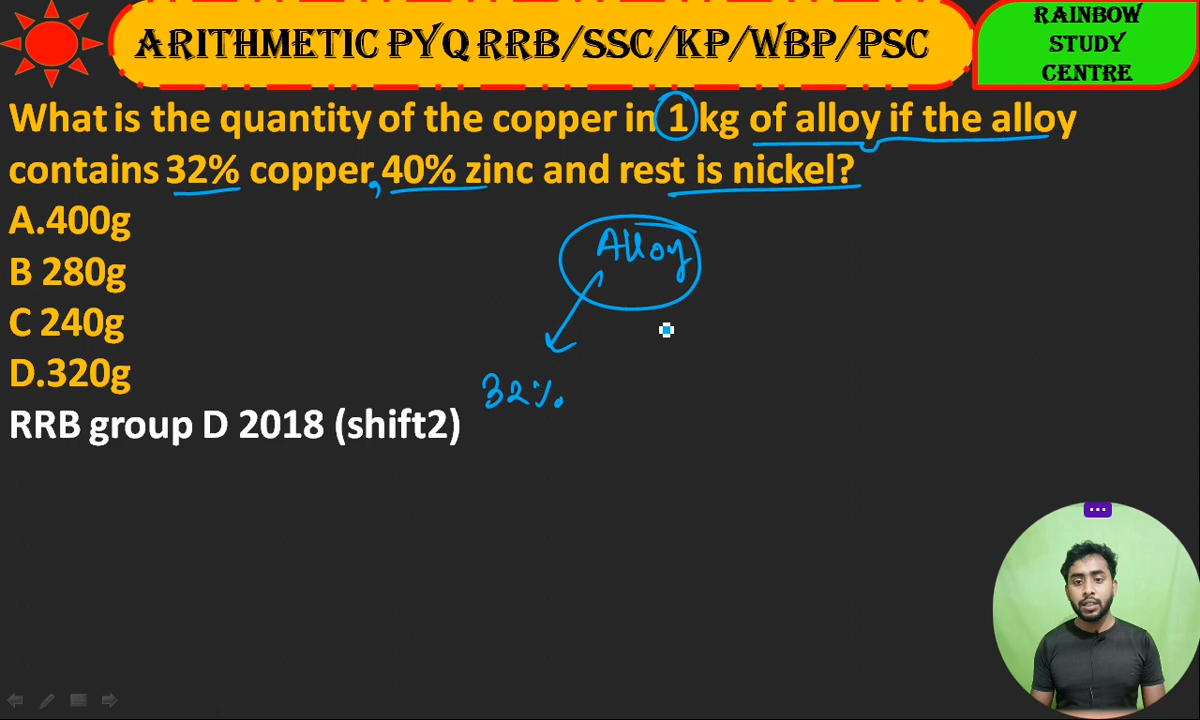 ARITHMETIC PYQ RRB/SSC/KP/WBP/PSC
RAINBOW
STUDY
CENTRE
What is the quantity of the copper in 1 kg of alloy if the alloy
contains 32% copper, 40% zinc and rest is nickel?
A.400g
B 280g
C 240g
D.320g
RRB group D 2018 (shift2)
Alloy
32%